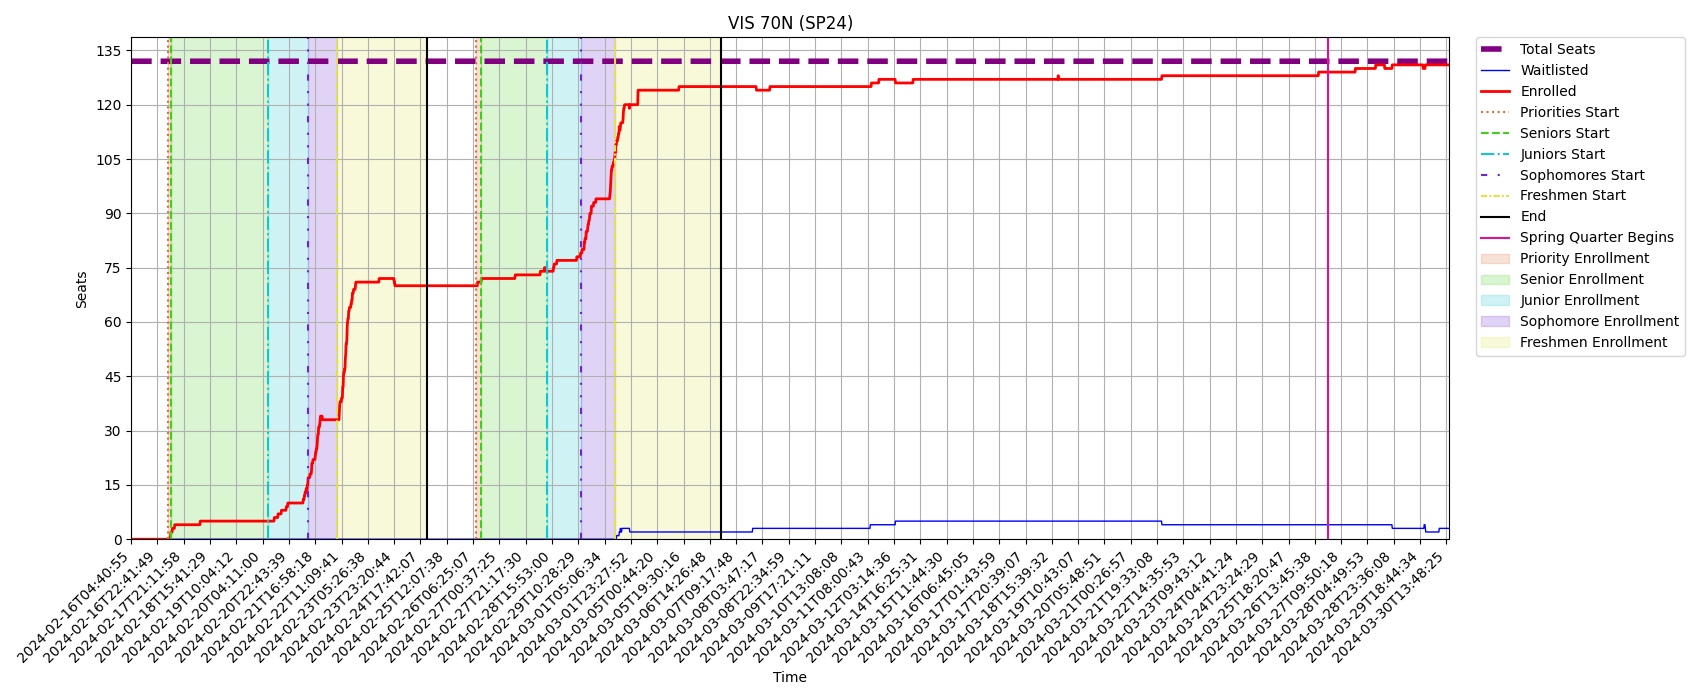 VIS 70N (SP24)
Seats
135
120
105
90
75
60
45
30
15
0
2024-02-16T04:40:55
2024-02-16T22:41:49
2024-02-17T21:11:58
2024-02-18T15:41:29
2024-02-19T10:04:12
2024-02-20T04:11:00
2024-02-20T22:43:39
2024-02-21T16:58:18
2024-02-22T11:09:41
2024-02-23T05:26:38
2024-02-23T23:20:44
2024-02-24T17:42:07
2024-02-25T12:07:38
2024-02-26T06:25:07
2024-02-27T00:37:25
2024-02-27T21:17:30
2024-02-28T15:53:00
2024-02-29T10:28:29
2024-03-01T05:06:34
2024-03-01T23:27:52
2024-03-05T00:44:20
2024-03-05T19:30:16
2024-03-06T14:26:48
2024-03-07T09:17:48
2024-03-08T03:47:17
2024-03-08T22:34:59
2024-03-09T17:21:11
2024-03-10T13:08:08
2024-03-11T08:00:43
2024-03-12T03:14:36
2024-03-14T16:25:31
2024-03-15T11:44:30
2024-03-16T06:45:05
2024-03-17T01:43:59
2024-03-17T20:39:07
2024-03-18T15:39:32
2024-03-19T10:43:07
2024-03-20T05:48:51
2024-03-21T00:26:57
2024-03-21T19:33:08
2024-03-22T14:35:53
2024-03-23T09:43:12
2024-03-24T04:41:24
2024-03-24T23:24:29
2024-03-25T18:20:47
2024-03-26T13:45:38
2024-03-27T09:50:18
2024-03-28T04:49:53
2024-03-28T23:36:08
2024-03-29T18:44:34
2024-03-30T13:48:25
Time
Total Seats
Waitlisted
Enrolled
Priorities Start
Seniors Start
Juniors Start
Sophomores Start
Freshmen Start
End
Spring Quarter Begins
Priority Enrollment
Senior Enrollment
Junior Enrollment
Sophomore Enrollment
Freshmen Enrollment